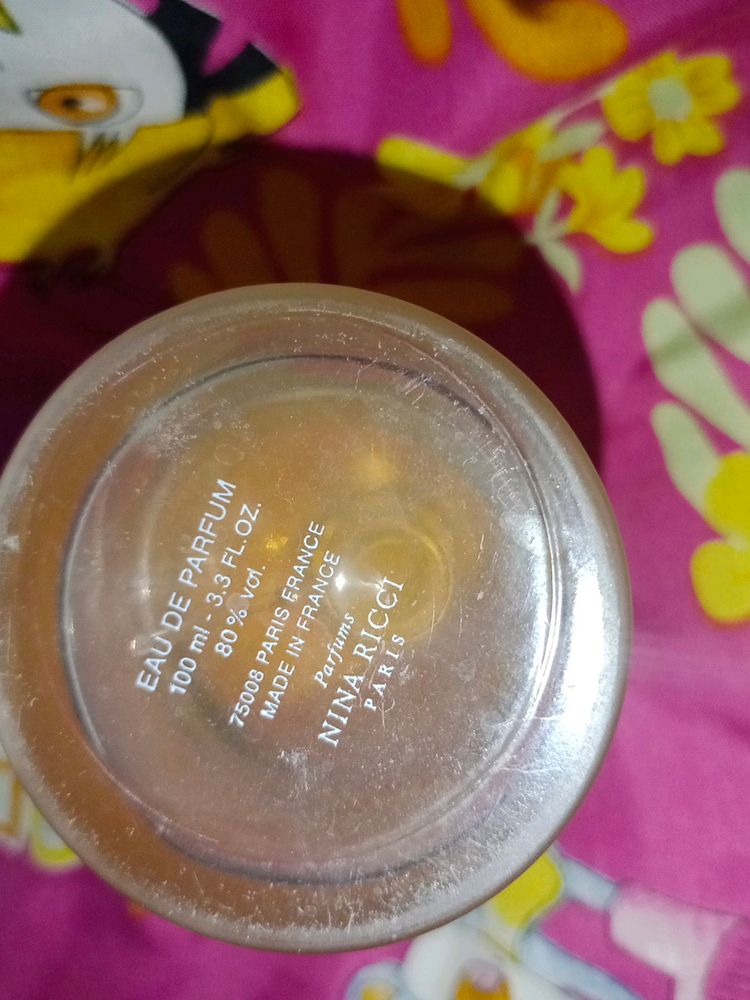 EAU DE PARFUM
100 ml - 3.3 FL.OZ.
80% vol.
75008 PARIS FRANCE
MADE IN FRANCE
Parfums
NINA RICCI
PARIS